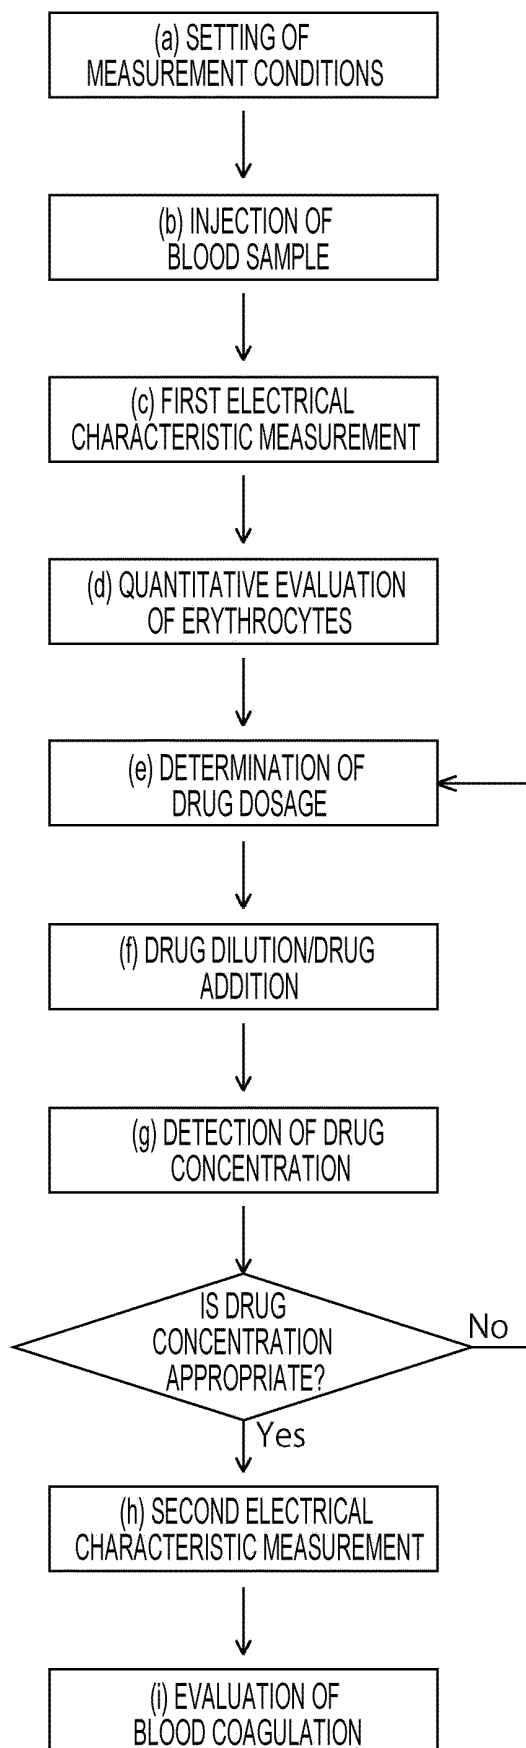 (a) SETTING OF
MEASUREMENT CONDITIONS
(b) INJECTION OF
BLOOD SAMPLE
(c) FIRST ELECTRICAL
CHARACTERISTIC MEASUREMENT
(d) QUANTITATIVE EVALUATION
OF ERYTHROCYTES
(e) DETERMINATION OF
DRUG DOSAGE
(f) DRUG DILUTION/DRUG
ADDITION
(g) DETECTION OF DRUG
CONCENTRATION
IS DRUG
CONCENTRATION
APPROPRIATE?
No
Yes
(h) SECOND ELECTRICAL
CHARACTERISTIC MEASUREMENT
(i) EVALUATION OF
BLOOD COAGULATION